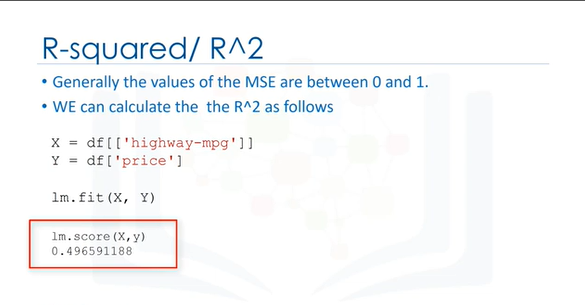 R-squared/ R^2
• Generally the values of the MSE are between 0 and 1.
• WE can calculate the the R^2 as follows
X = df[['highway-mpg']]
Y = df['price']
lm.fit(X, Y)
lm.score(X,y)
0.496591188